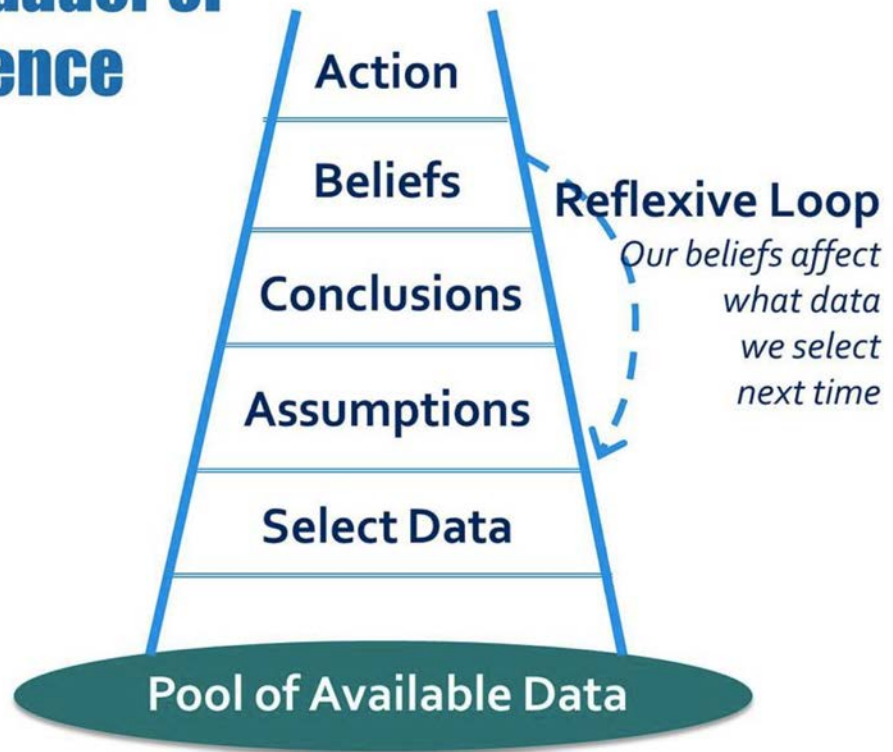 ence
Action
Beliefs
Reflexive Loop
Our beliefs affect
what data
we select
next time
Conclusions
Assumptions
Select Data
Pool of Available Data